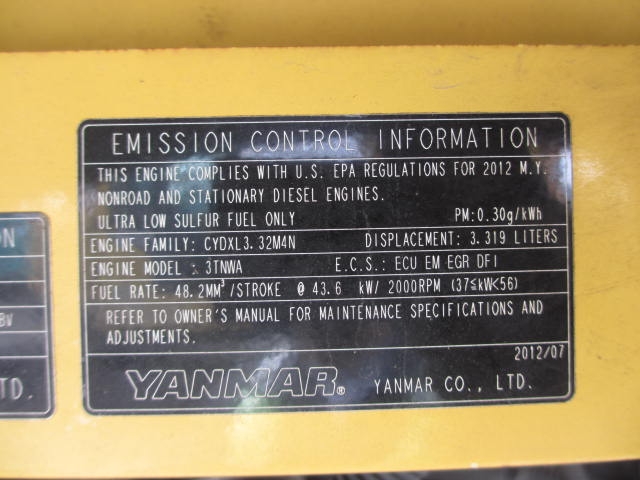 EMISSION CONTROL INFORMATION
THIS ENGINE COMPLIES WITH U.S. EPA REGULATIONS FOR 2012 M.Y.
NONROAD AND STATIONARY DIESEL ENGINES.
ULTRA LOW SULFUR FUEL ONLY PM:0.30g/kWh
ENGINE FAMILY: CYDXL3.32M4N DISPLACEMENT: 3.319 LITERS
ENGINE MODEL : 3TNWA E.C.S.: ECU EM EGR DFI
FUEL RATE: 48.2MM³/STROKE @ 43.6 kW/ 2000RPM (37≤kW<56)
REFER TO OWNER'S MANUAL FOR MAINTENANCE SPECIFICATIONS AND
ADJUSTMENTS.
2012/07
YANMAR® YANMAR CO., LTD.
ON
BV
TD.